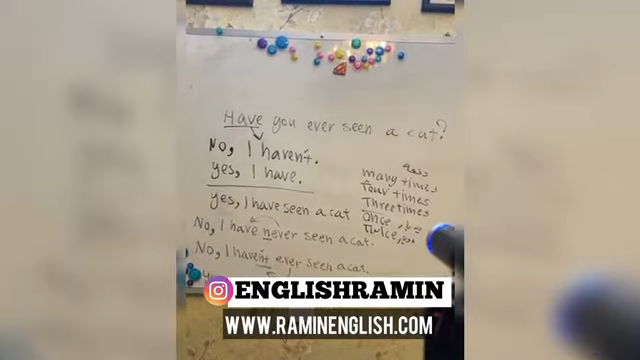 Have you ever seen a cat?
No, I haven't.
yes, I have.
yes, I have seen a cat
No, I have never seen a cat.
No, I haven't ever seen a cat.
many times
four times
Three times
Once
Twice
ENGLISHRAMIN
WWW.RAMINENGLISH.COM